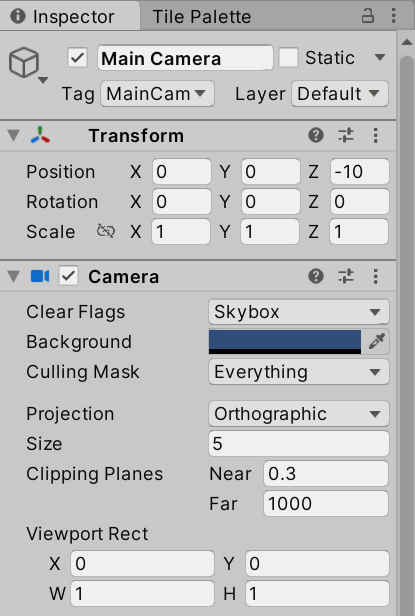 Inspector Tile Palette
Main Camera Static
Tag MainCam Layer Default
Transform
Position X 0 Y 0 Z -10
Rotation X 0 Y 0 Z 0
Scale X 1 Y 1 Z 1
Camera
Clear Flags Skybox
Background
Culling Mask Everything
Projection Orthographic
Size 5
Clipping Planes Near 0.3
Far 1000
Viewport Rect
X 0 Y 0
W 1 H 1